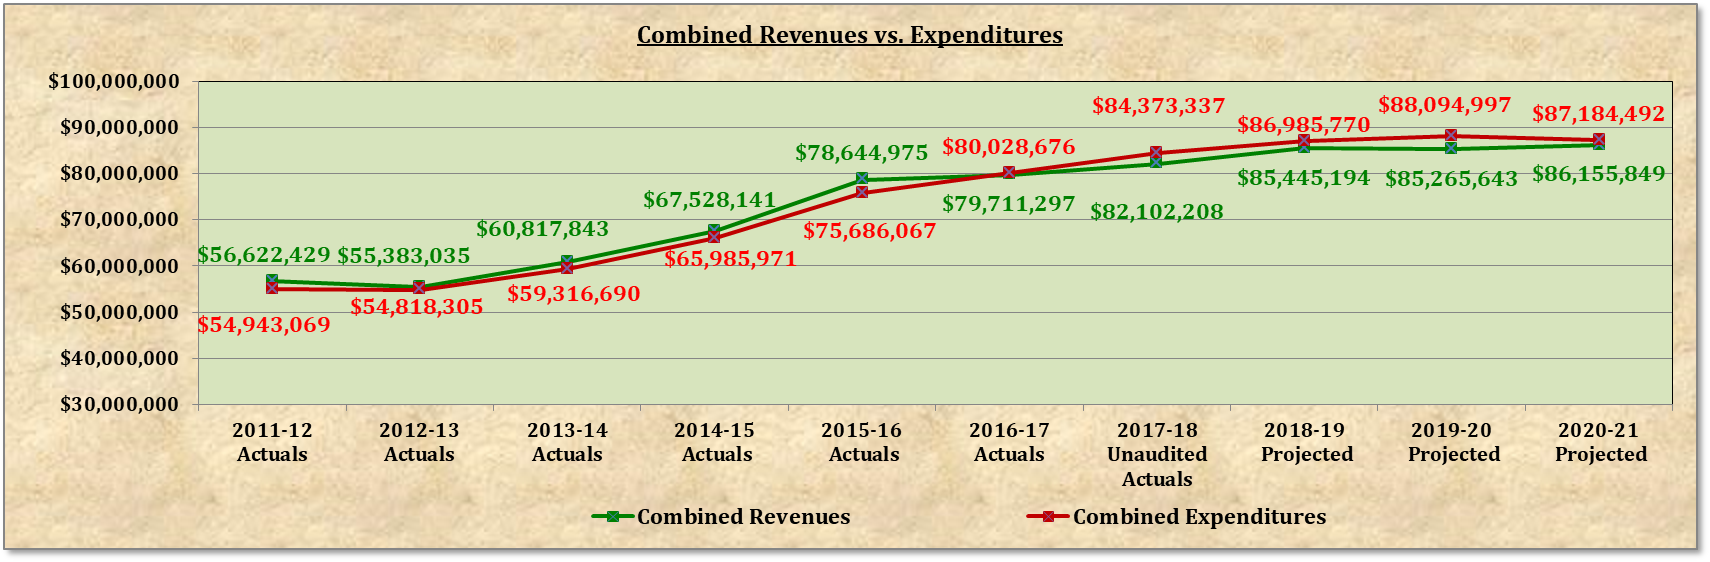 Combined Revenues vs. Expenditures
$100,000,000
$90,000,000
$80,000,000
$70,000,000
$60,000,000
$50,000,000
$40,000,000
$30,000,000
$56,622,429
$55,383,035
$60,817,843
$67,528,141
$78,644,975
$79,711,297
$82,102,208
$85,445,194
$85,265,643
$86,155,849
$54,943,069
$54,818,305
$59,316,690
$65,985,971
$75,686,067
$80,028,676
$84,373,337
$86,985,770
$88,094,997
$87,184,492
2011-12
Actuals
2012-13
Actuals
2013-14
Actuals
2014-15
Actuals
2015-16
Actuals
2016-17
Actuals
2017-18
Unaudited
Actuals
2018-19
Projected
2019-20
Projected
2020-21
Projected
Combined Revenues
Combined Expenditures